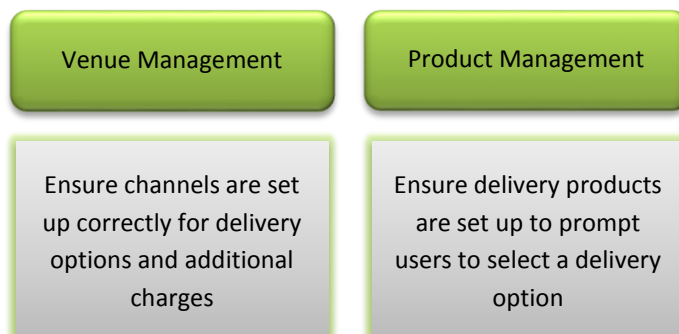 Venue Management
Product Management
Ensure channels are set
up correctly for delivery
options and additional
charges
Ensure delivery products
are set up to prompt
users to select a delivery
option